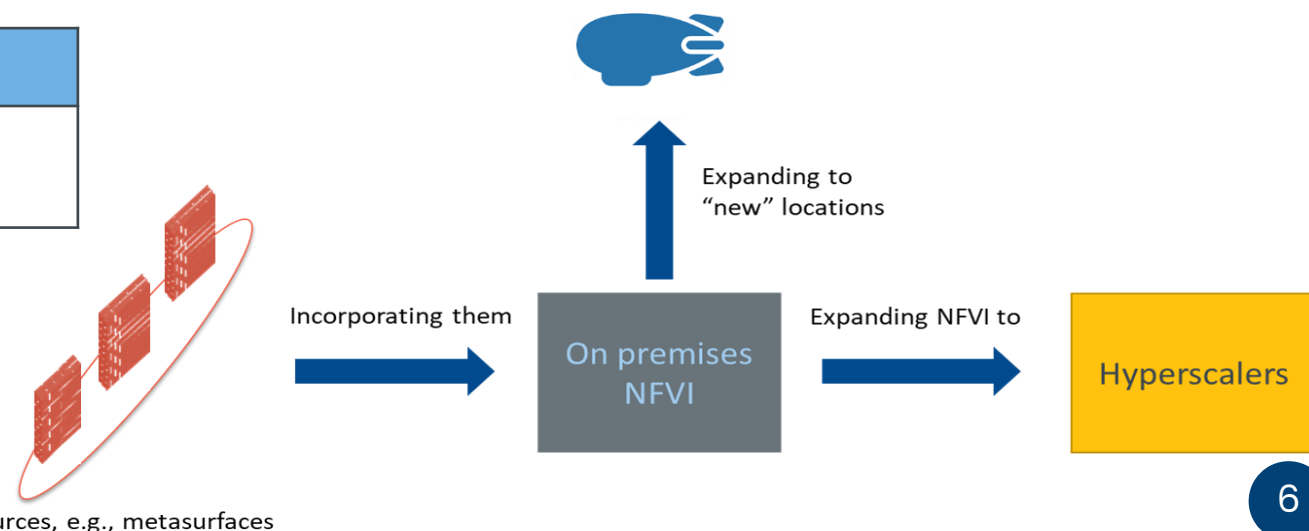 Expanding to
“new” locations
Incorporating them
On premises
NFVI
Expanding NFVI to
Hyperscalers
e.g., metasurfaces
6